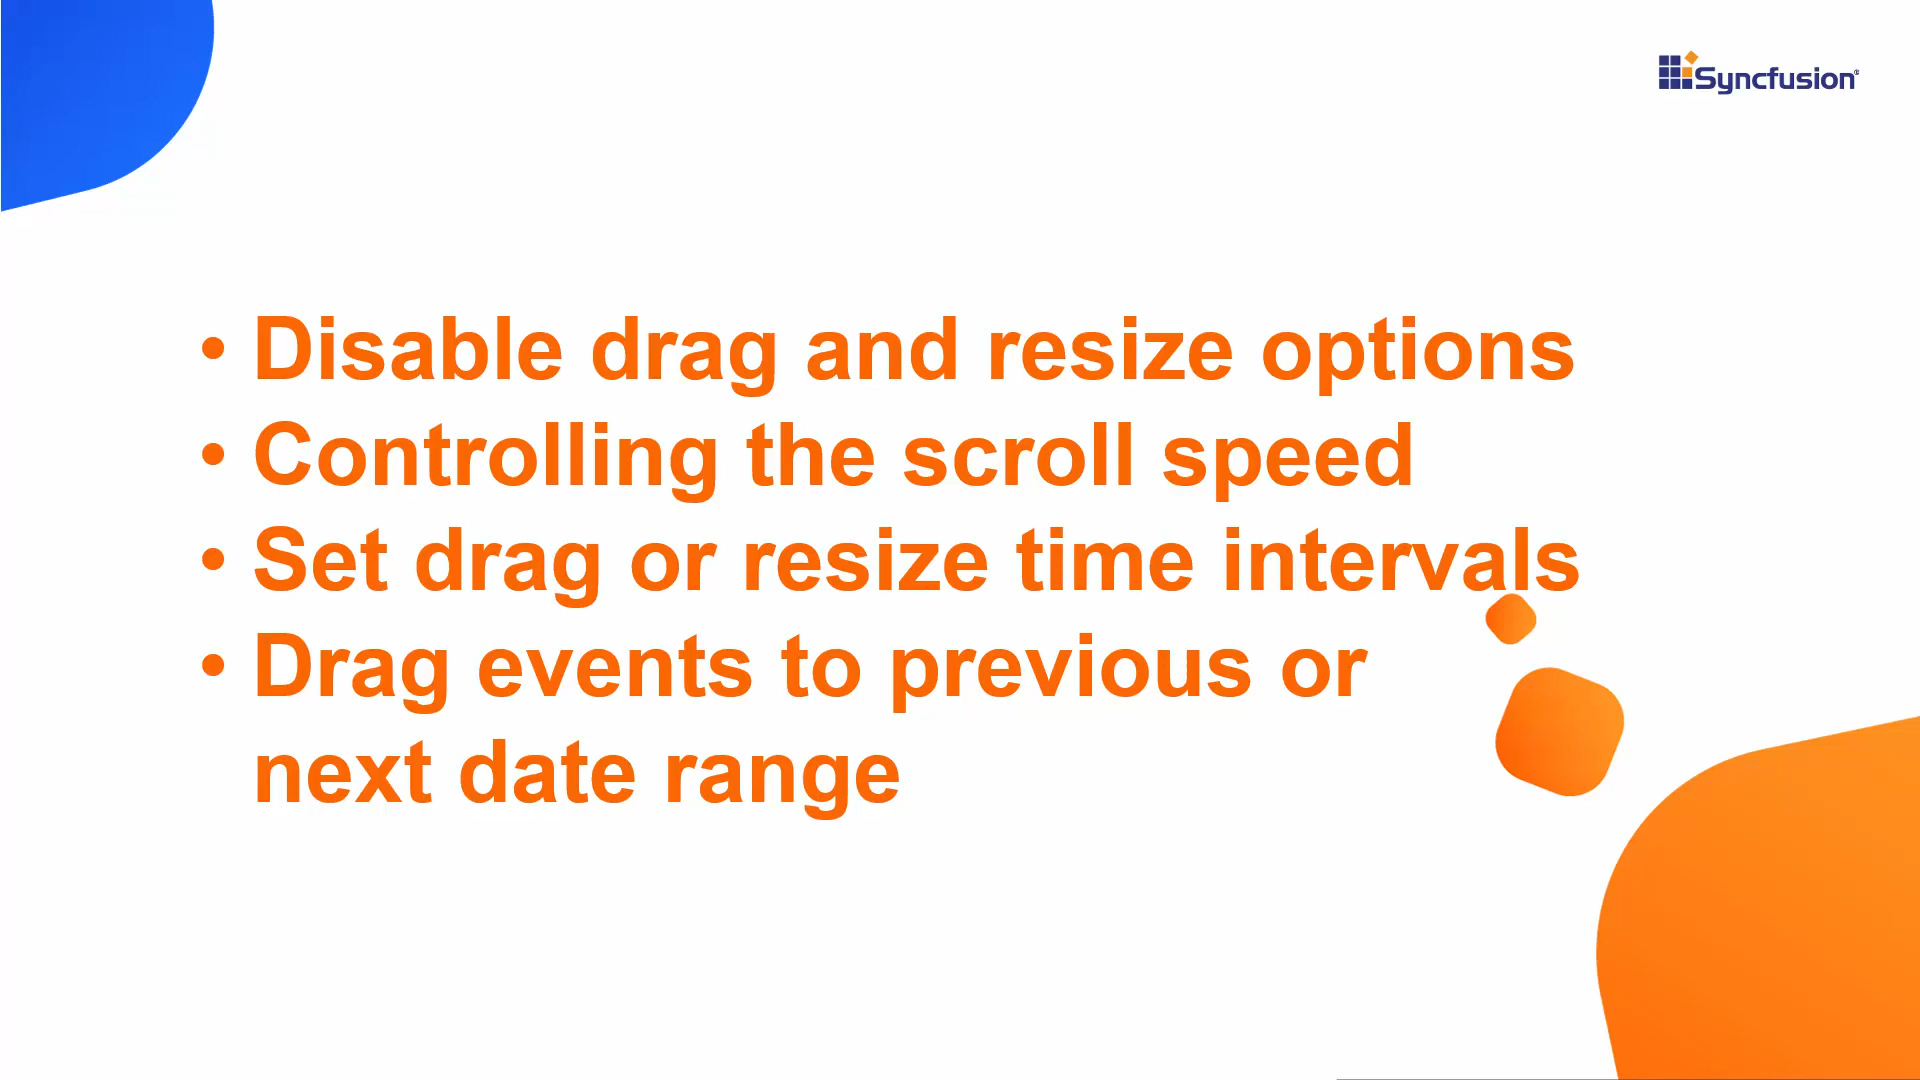 Syncfusion®
• Disable drag and resize options
• Controlling the scroll speed
• Set drag or resize time intervals
• Drag events to previous or
next date range